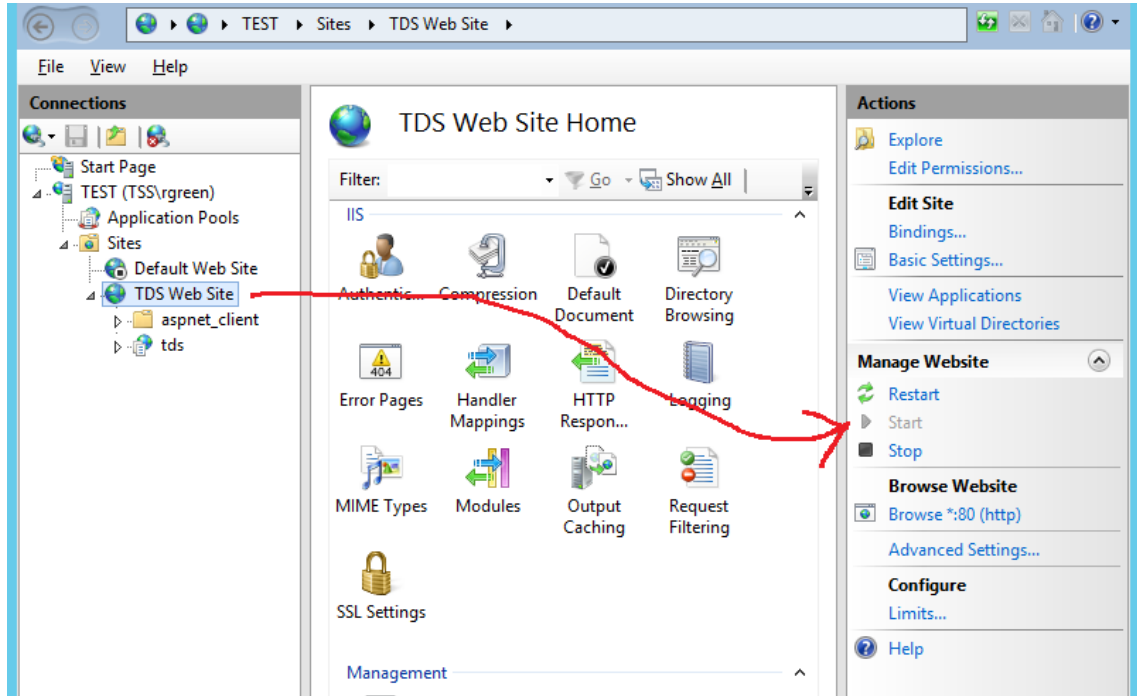 TEST Sites TDS Web Site
File View Help
Connections
Start Page
TEST (TSS\rgreen)
Application Pools
Sites
Default Web Site
TDS Web Site
aspnet_client
tds
TDS Web Site Home
Filter: Go Show All
IIS
Authentic... Compression Default Document Directory Browsing
404
Error Pages Handler Mappings HTTP Respon... Logging
MIME Types Modules Output Caching Request Filtering
SSL Settings
Management
Actions
Explore
Edit Permissions...
Edit Site
Bindings...
Basic Settings...
View Applications
View Virtual Directories
Manage Website
Restart
Start
Stop
Browse Website
Browse *:80 (http)
Advanced Settings...
Configure
Limits...
Help